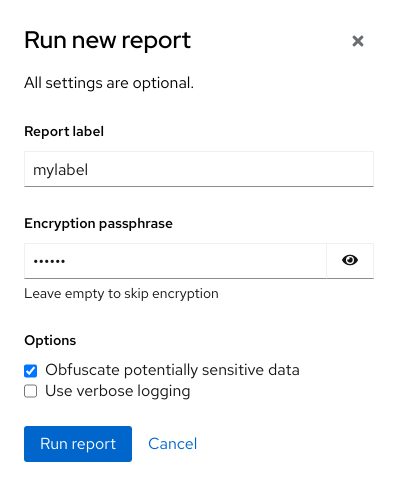 Run new report
All settings are optional.
Report label
mylabel
Encryption passphrase
••••••
Leave empty to skip encryption
Options
Obfuscate potentially sensitive data
Use verbose logging
Run report Cancel